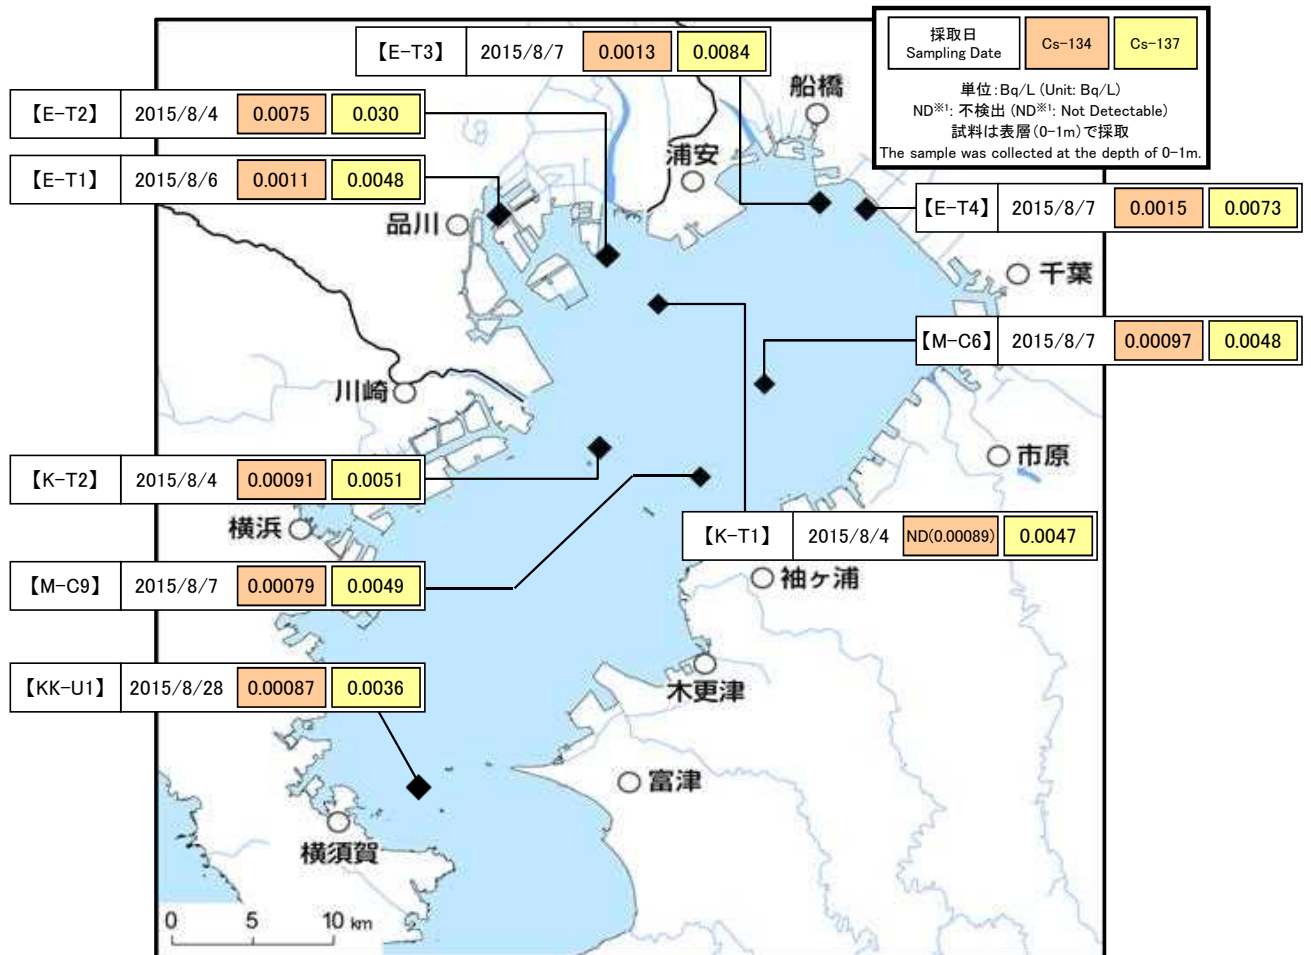 【E-T3】 2015/8/7 0.0013 0.0084
採取日
Sampling Date
Cs-134
Cs-137
単位:Bq/L (Unit: Bq/L)
ND※1: 不検出 (ND※1: Not Detectable)
試料は表層(0-1m)で採取
The sample was collected at the depth of 0-1m.
【E-T2】 2015/8/4 0.0075 0.030
【E-T1】 2015/8/6 0.0011 0.0048
船橋
浦安
品川
【E-T4】 2015/8/7 0.0015 0.0073
千葉
【M-C6】 2015/8/7 0.00097 0.0048
川崎
市原
【K-T2】 2015/8/4 0.00091 0.0051
横浜
【K-T1】 2015/8/4 ND(0.00089) 0.0047
【M-C9】 2015/8/7 0.00079 0.0049
袖ヶ浦
【KK-U1】 2015/8/28 0.00087 0.0036
木更津
富津
横須賀
0 5 10 km